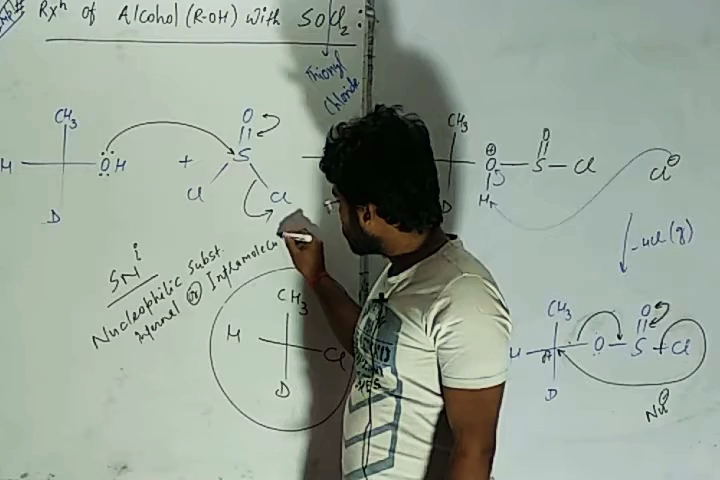 Rxⁿ of Alcohol (R-OH) with SOCl₂ :
Thionyl
Chloride
CH₃
H
ÖH
D
+
O
S
Cl
Cl
CH₃
O
H
D
⊕
O
S
Cl
Cl⊖
-HCl (g)
SNi
Nucleophilic Subst.
internal or Intramolecu
CH₃
H
Cl
D
CH₃
H
O
D
O
S
Cl
Nu⊖